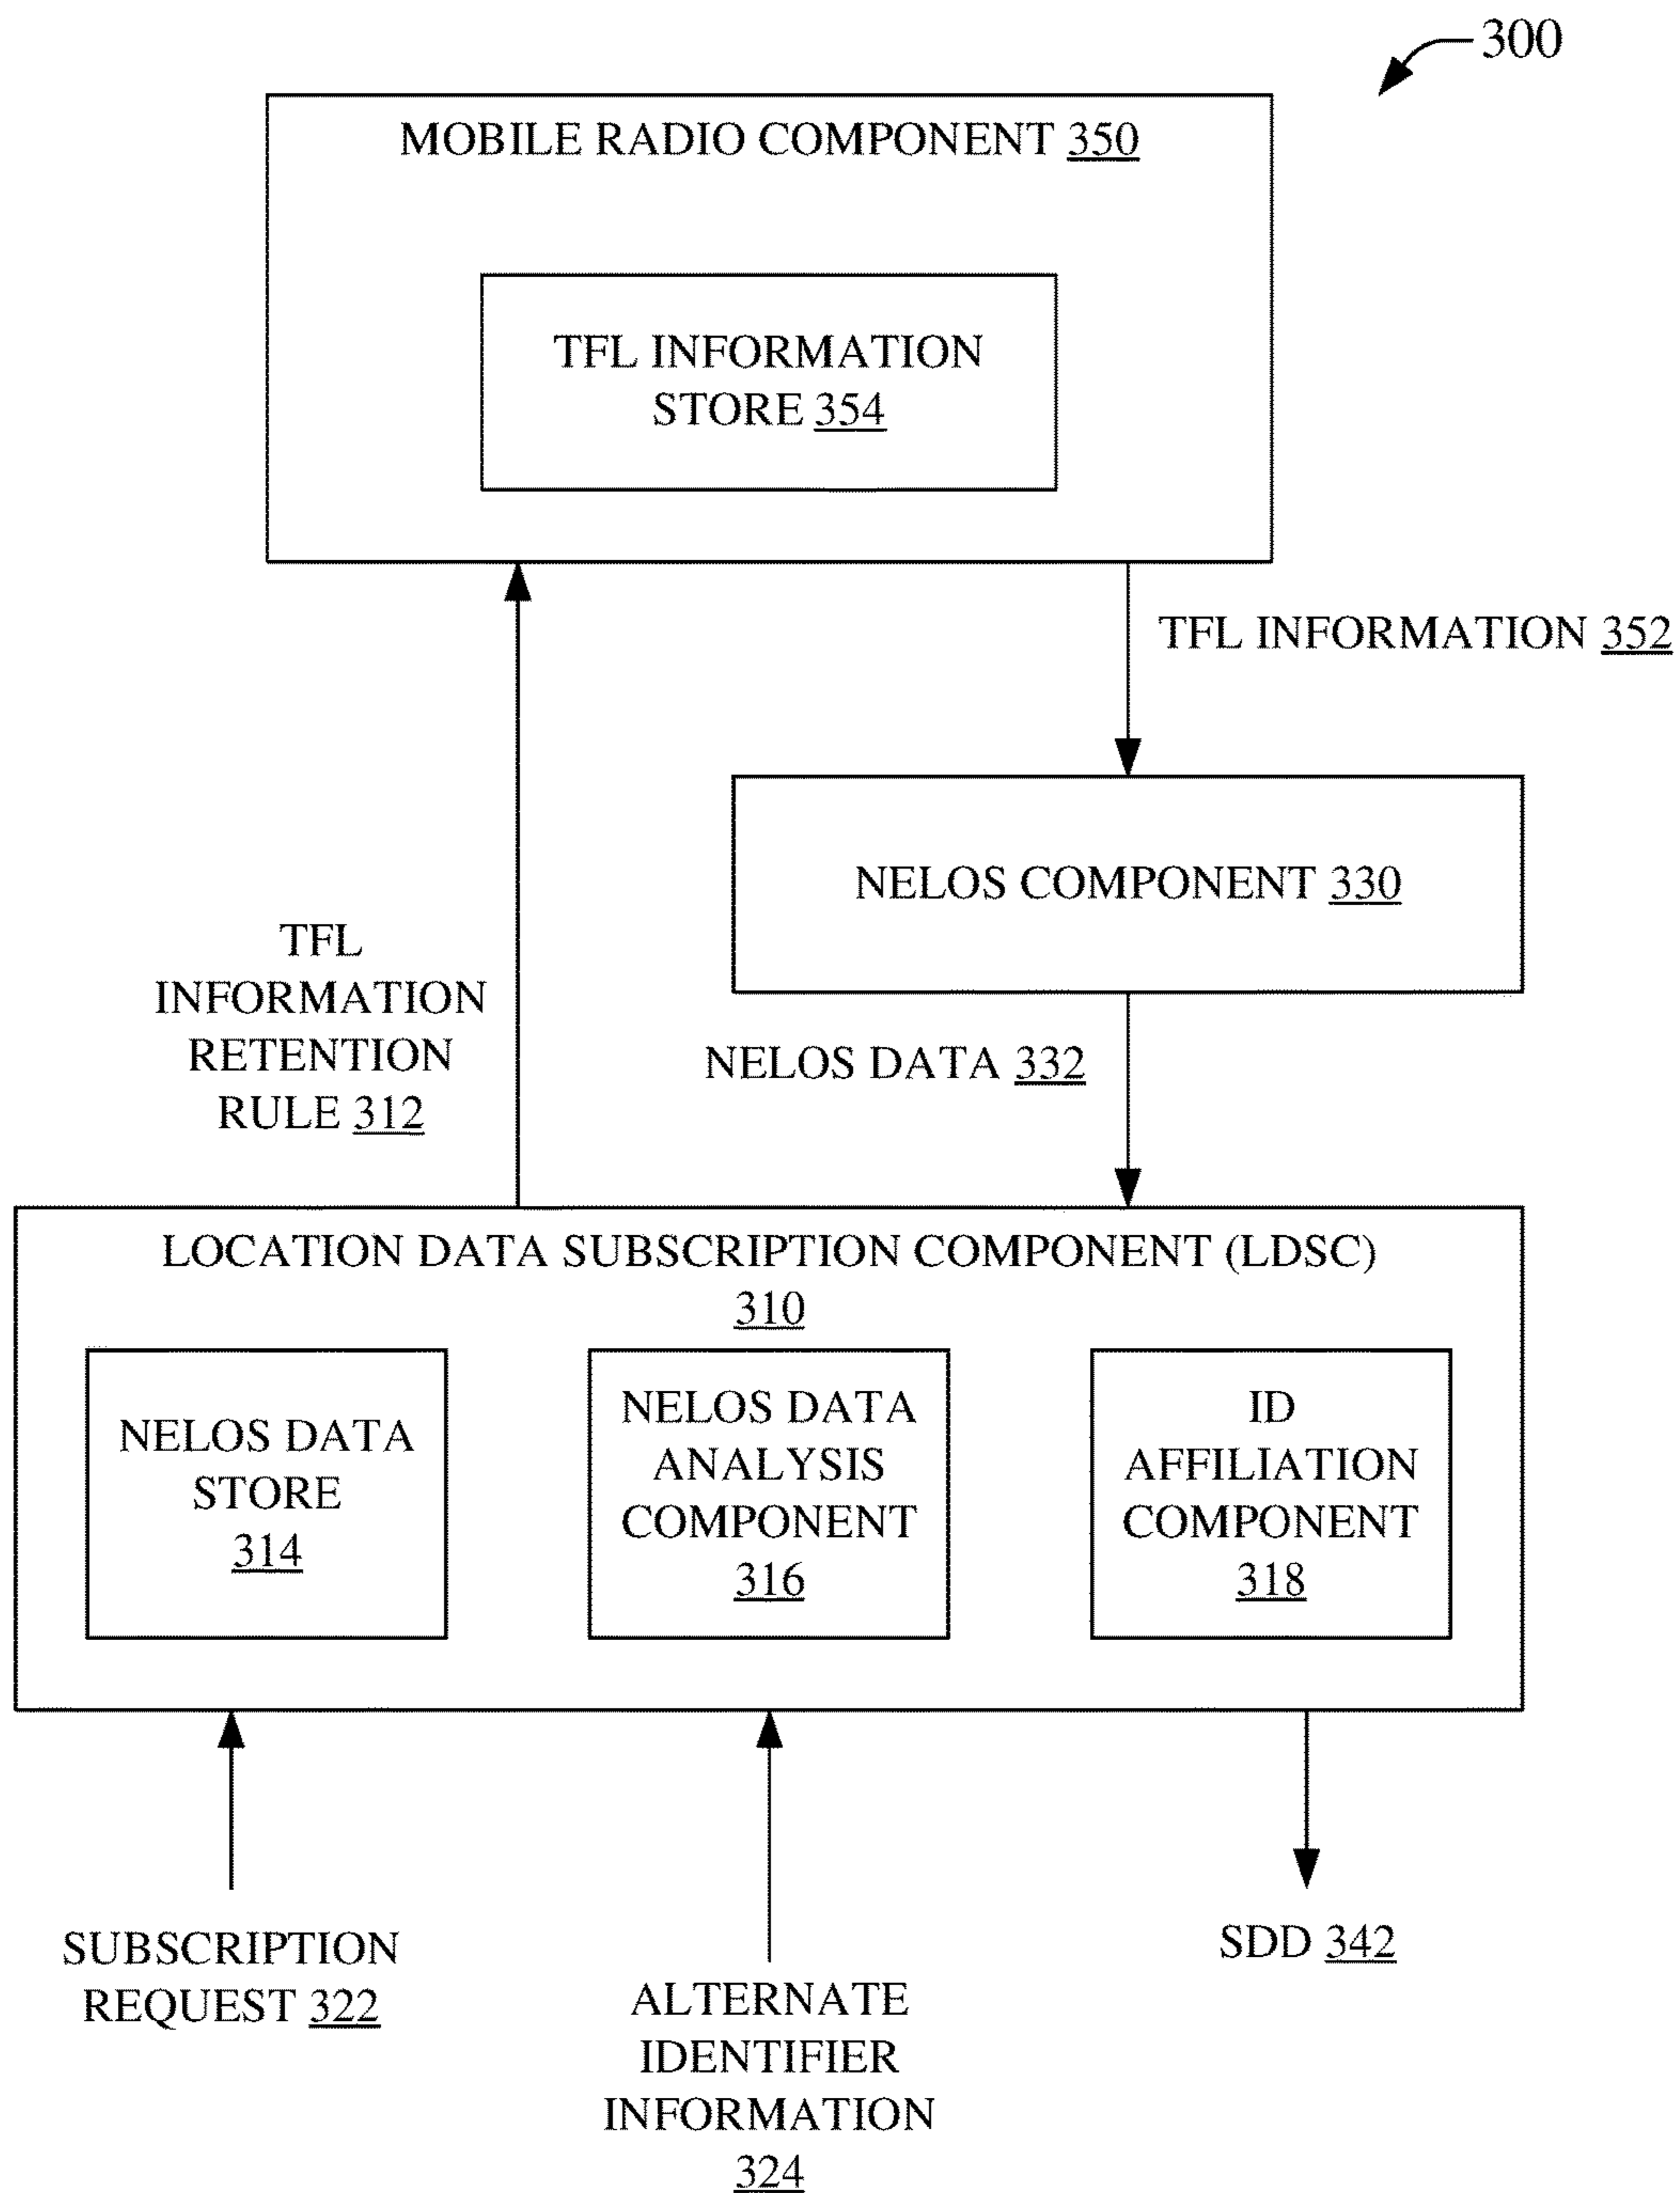 300
MOBILE RADIO COMPONENT 350
TFL INFORMATION
STORE 354
TFL INFORMATION 352
NELOS COMPONENT 330
TFL
INFORMATION
RETENTION
RULE 312
NELOS DATA 332
LOCATION DATA SUBSCRIPTION COMPONENT (LDSC)
310
NELOS DATA
STORE
314
NELOS DATA
ANALYSIS
COMPONENT
316
ID
AFFILIATION
COMPONENT
318
SUBSCRIPTION
REQUEST 322
ALTERNATE
IDENTIFIER
INFORMATION
324
SDD 342